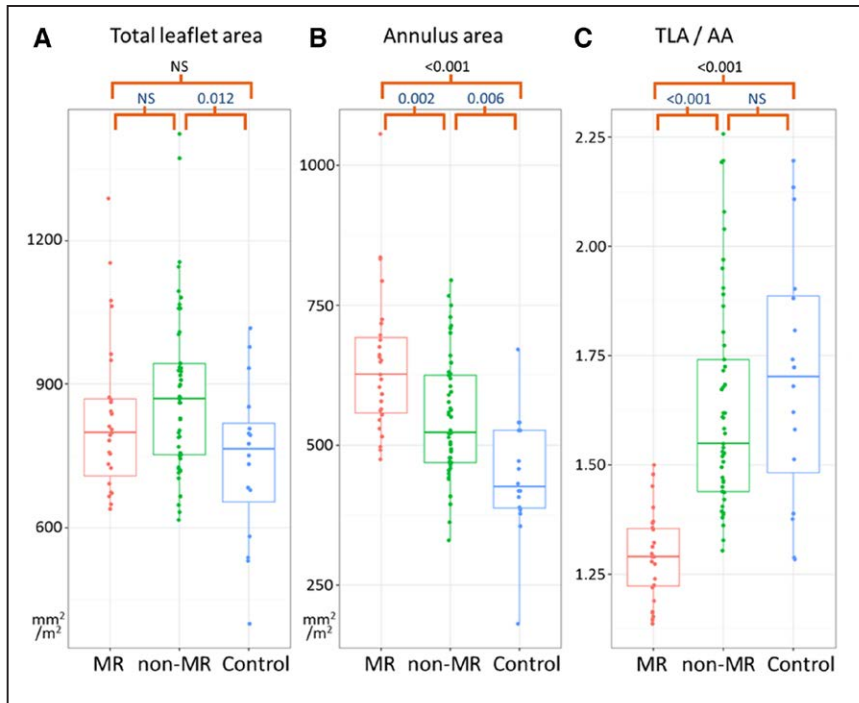 A Total leaflet area
NS
NS 0.012
1200
900
600
mm²
/m²
MR non-MR Control
B Annulus area
<0.001
0.002 0.006
1000
750
500
250
MR non-MR Control
C TLA / AA
<0.001
<0.001 NS
2.25
2.00
1.75
1.50
1.25
MR non-MR Control